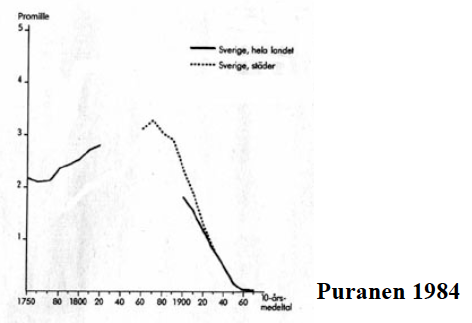 Promille
5
Sverige, hela landet
Sverige, städer
4
3
2
1
1750 80 1800 20 40 60 80 1900 20 40 60 10-års-
medeltal
Puranen 1984